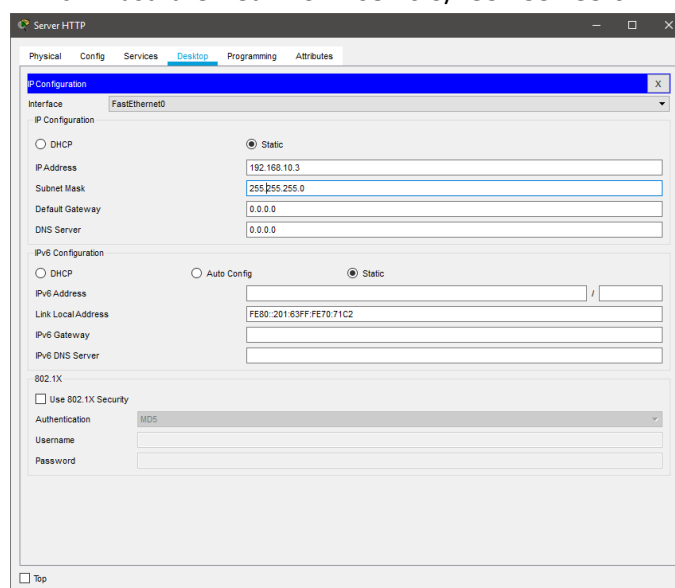 Server HTTP
Physical Config Services Desktop Programming Attributes
IP Configuration X
Interface FastEthernet0
IP Configuration
DHCP Static
IP Address 192.168.10.3
Subnet Mask 255.255.255.0
Default Gateway 0.0.0.0
DNS Server 0.0.0.0
IPv6 Configuration
DHCP Auto Config Static
IPv6 Address /
Link Local Address FE80::201:63FF:FE70:71C2
IPv6 Gateway
IPv6 DNS Server
802.1X
Use 802.1X Security
Authentication MD5
Username
Password
Top